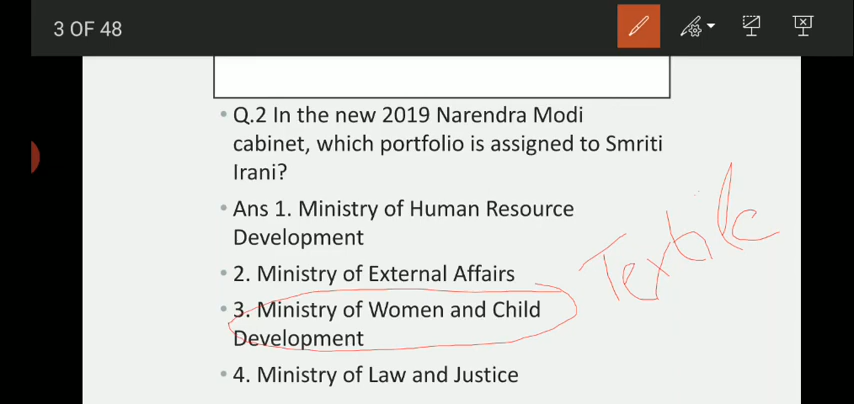 3 OF 48
• Q.2 In the new 2019 Narendra Modi
cabinet, which portfolio is assigned to Smriti
Irani?
• Ans 1. Ministry of Human Resource
Development
• 2. Ministry of External Affairs
• 3. Ministry of Women and Child
Development
• 4. Ministry of Law and Justice
Textile